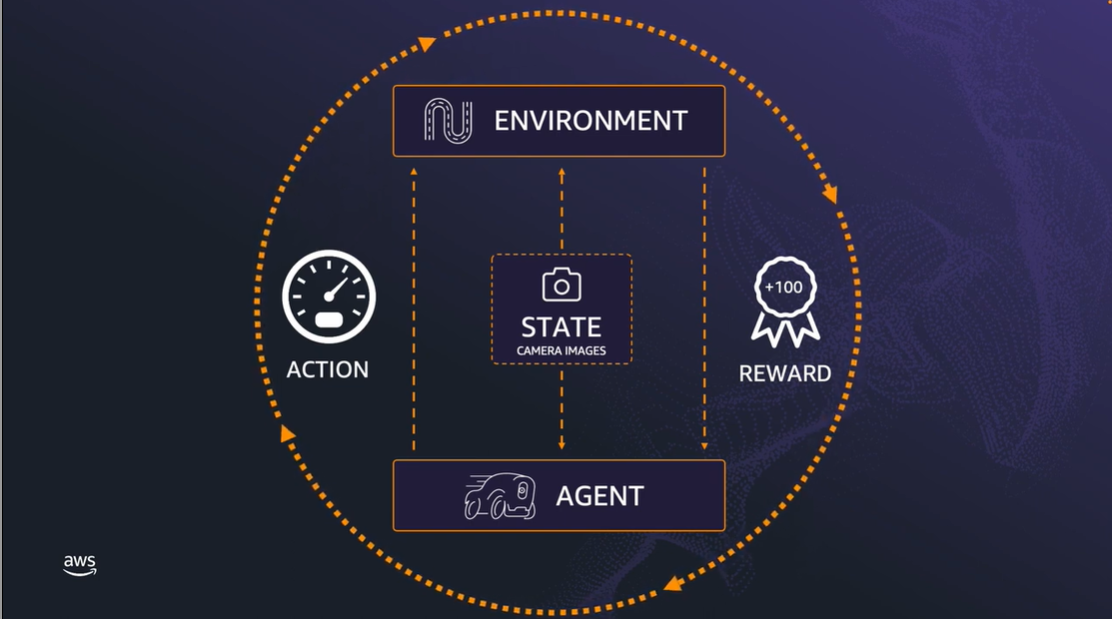 ENVIRONMENT
+100
STATE
CAMERA IMAGES
ACTION
REWARD
AGENT
aws